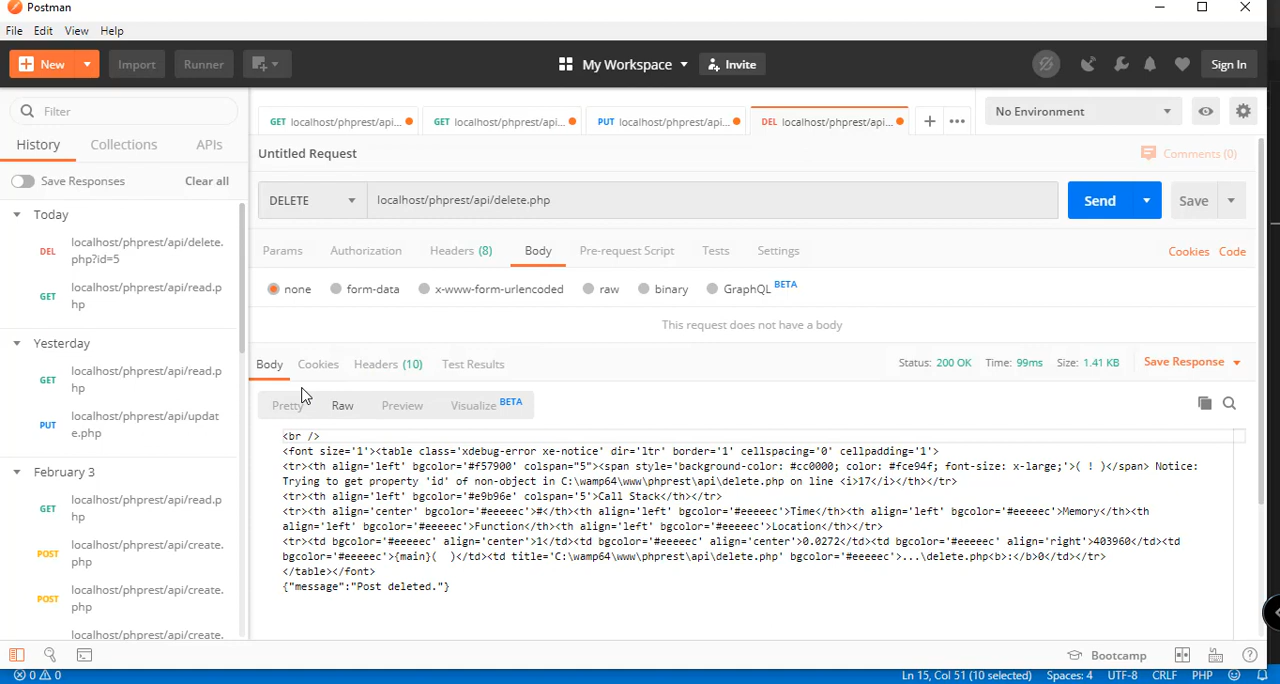 Postman
File Edit View Help
New Import Runner My Workspace Invite Sign In
Filter
History Collections APIs
Save Responses Clear all
Today
DEL localhost/phprest/api/delete.
php?id=5
GET localhost/phprest/api/read.p
hp
Yesterday
GET localhost/phprest/api/read.p
hp
PUT localhost/phprest/api/updat
e.php
February 3
GET localhost/phprest/api/read.p
hp
POST localhost/phprest/api/create.
php
POST localhost/phprest/api/create.
php
localhost/phprest/api/create.
GET localhost/phprest/api... GET localhost/phprest/api... PUT localhost/phprest/api... DEL localhost/phprest/api... No Environment
Untitled Request Comments (0)
DELETE localhost/phprest/api/delete.php Send Save
Params Authorization Headers (8) Body Pre-request Script Tests Settings Cookies Code
none form-data x-www-form-urlencoded raw binary GraphQL BETA
This request does not have a body
Body Cookies Headers (10) Test Results Status: 200 OK Time: 99ms Size: 1.41 KB Save Response
Pretty Raw Preview Visualize BETA
<br />
<font size='1'><table class='xdebug-error xe-notice' dir='ltr' border='1' cellspacing='0' cellpadding='1'>
<tr><th align='left' bgcolor='#f57900' colspan="5"><span style='background-color: #cc0000; color: #fce94f; font-size: x-large;'>( ! )</span> Notice:
Trying to get property 'id' of non-object in C:\wamp64\www\phprest\api\delete.php on line <i>17</i></th></tr>
<tr><th align='left' bgcolor='#e9b96e' colspan='5'>Call Stack</th></tr>
<tr><th align='center' bgcolor='#eeeeec'>#</th><th align='left' bgcolor='#eeeeec'>Time</th><th align='left' bgcolor='#eeeeec'>Memory</th><th
align='left' bgcolor='#eeeeec'>Function</th><th align='left' bgcolor='#eeeeec'>Location</th></tr>
<tr><td bgcolor='#eeeeec' align='center'>1</td><td bgcolor='#eeeeec' align='center'>0.0272</td><td bgcolor='#eeeeec' align='right'>403960</td><td
bgcolor='#eeeeec'>{main}(  )</td><td title='C:\wamp64\www\phprest\api\delete.php' bgcolor='#eeeeec'>...\delete.php<b>:</b>0</td></tr>
</table></font>
{"message":"Post deleted."}
Bootcamp
0 0 Ln 15, Col 51 (10 selected) Spaces: 4 UTF-8 CRLF PHP